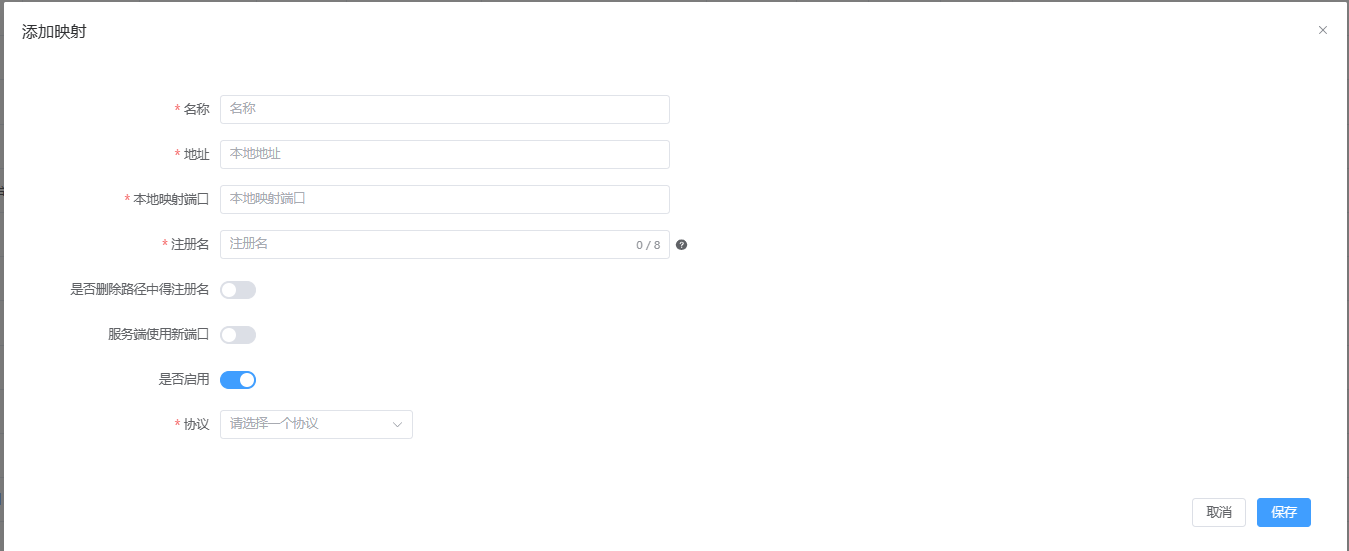 添加映射
* 名称 名称
* 地址 本地地址
* 本地映射端口 本地映射端口
* 注册名 注册名 0 / 8 ?
是否删除路径中得注册名
服务端使用新端口
是否启用
* 协议 请选择一个协议
取消 保存